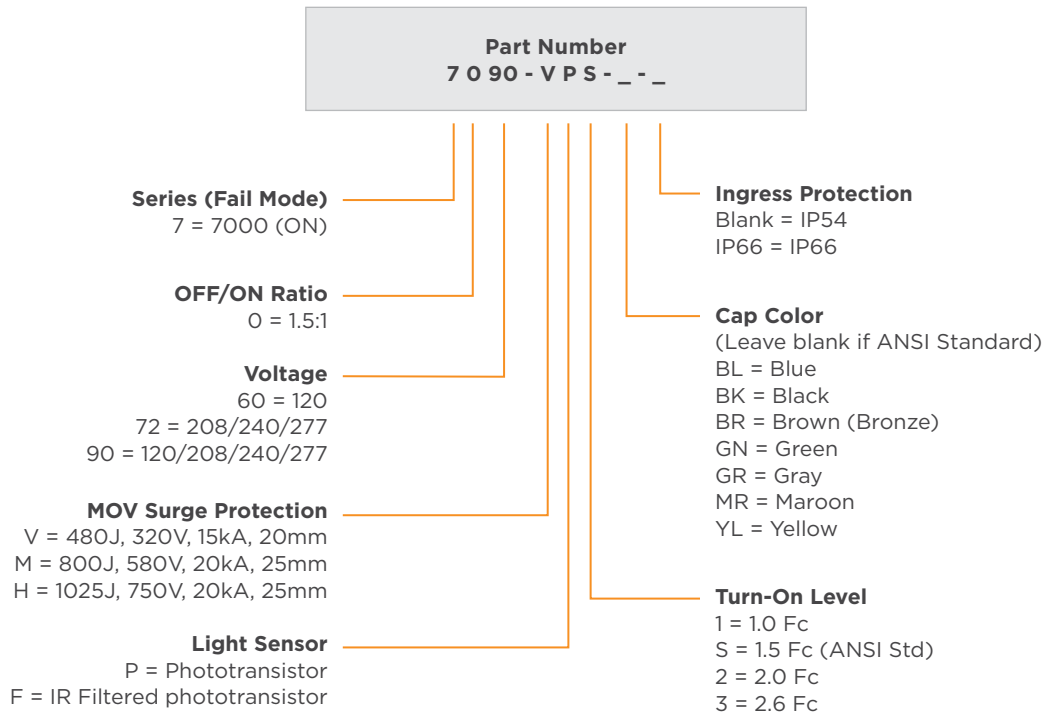 Part Number
7 0 90 - V P S - _ - _
Series (Fail Mode)
7 = 7000 (ON)
OFF/ON Ratio
0 = 1.5:1
Voltage
60 = 120
72 = 208/240/277
90 = 120/208/240/277
MOV Surge Protection
V = 480J, 320V, 15kA, 20mm
M = 800J, 580V, 20kA, 25mm
H = 1025J, 750V, 20kA, 25mm
Light Sensor
P = Phototransistor
F = IR Filtered phototransistor
Ingress Protection
Blank = IP54
IP66 = IP66
Cap Color
(Leave blank if ANSI Standard)
BL = Blue
BK = Black
BR = Brown (Bronze)
GN = Green
GR = Gray
MR = Maroon
YL = Yellow
Turn-On Level
1 = 1.0 Fc
S = 1.5 Fc (ANSI Std)
2 = 2.0 Fc
3 = 2.6 Fc